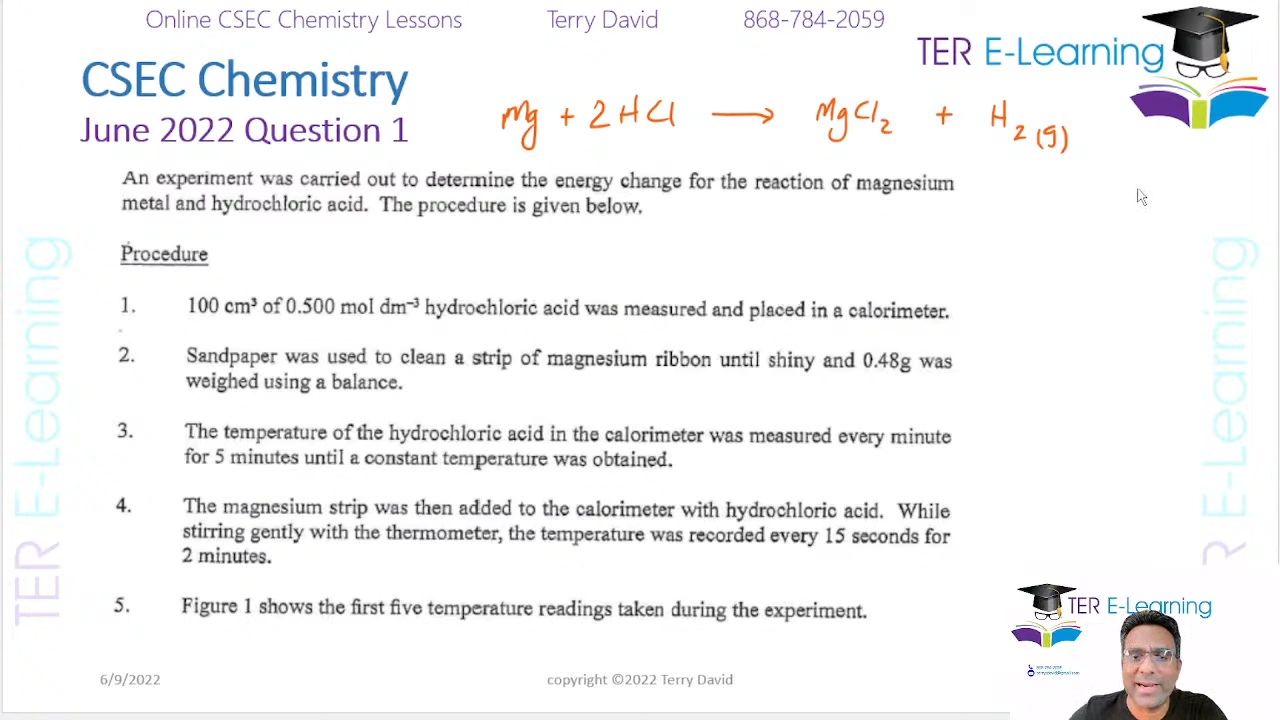 Online CSEC Chemistry Lessons Terry David 868-784-2059
TER E-Learning
CSEC Chemistry
June 2022 Question 1
Mg + 2HCl → MgCl₂ + H₂(g)
An experiment was carried out to determine the energy change for the reaction of magnesium
metal and hydrochloric acid. The procedure is given below.
Procedure
1. 100 cm³ of 0.500 mol dm⁻³ hydrochloric acid was measured and placed in a calorimeter.
2. Sandpaper was used to clean a strip of magnesium ribbon until shiny and 0.48g was
weighed using a balance.
3. The temperature of the hydrochloric acid in the calorimeter was measured every minute
for 5 minutes until a constant temperature was obtained.
4. The magnesium strip was then added to the calorimeter with hydrochloric acid. While
stirring gently with the thermometer, the temperature was recorded every 15 seconds for
2 minutes.
5. Figure 1 shows the first five temperature readings taken during the experiment.
TER E-Learning
TER E-Learning
TER E-Learning
6/9/2022 copyright ©2022 Terry David